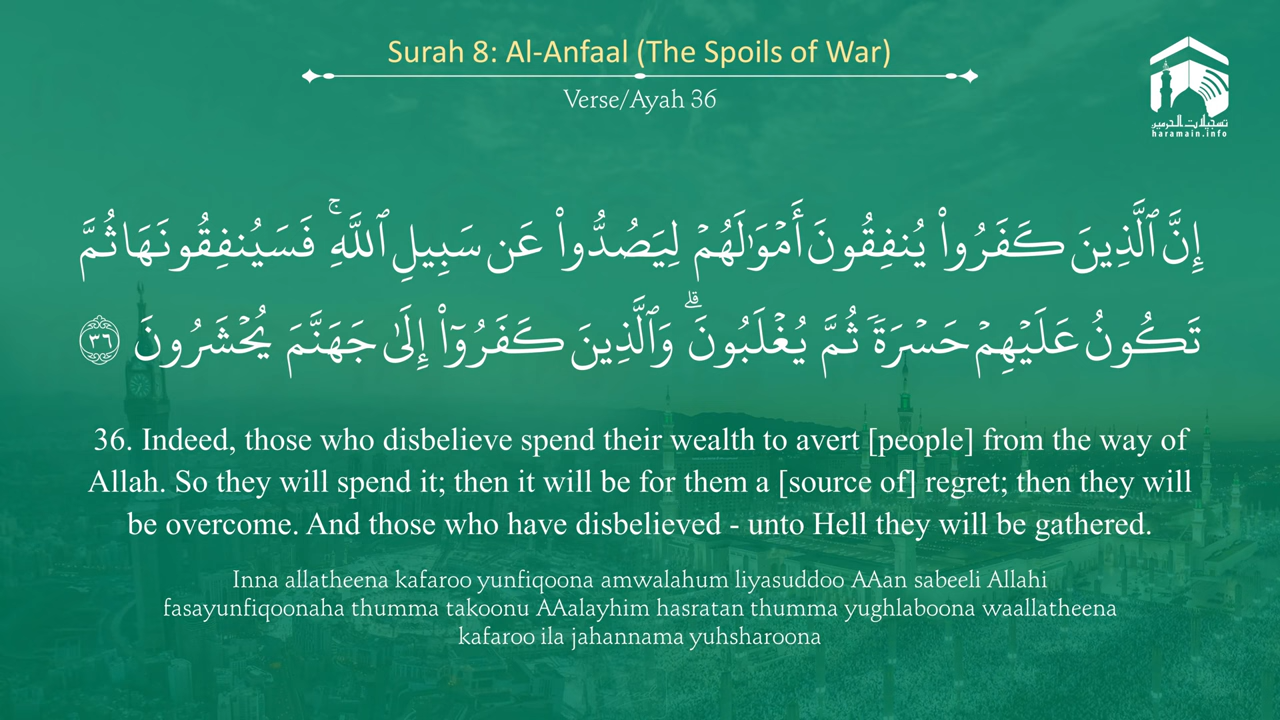 Surah 8: Al-Anfaal (The Spoils of War)
Verse/Ayah 36
تسجيلات الحرمين
haramain.info
إِنَّ ٱلَّذِينَ كَفَرُوا۟ يُنفِقُونَ أَمْوَٰلَهُمْ لِيَصُدُّوا۟ عَن سَبِيلِ ٱللَّهِ ۚ فَسَيُنفِقُونَهَا ثُمَّ
تَكُونُ عَلَيْهِمْ حَسْرَةً ثُمَّ يُغْلَبُونَ ۗ وَٱلَّذِينَ كَفَرُوٓا۟ إِلَىٰ جَهَنَّمَ يُحْشَرُونَ ٣٦
36. Indeed, those who disbelieve spend their wealth to avert [people] from the way of
Allah. So they will spend it; then it will be for them a [source of] regret; then they will
be overcome. And those who have disbelieved - unto Hell they will be gathered.
Inna allatheena kafaroo yunfiqoona amwalahum liyasuddoo AAan sabeeli Allahi
fasayunfiqoonaha thumma takoonu AAalayhim hasratan thumma yughlaboona waallatheena
kafaroo ila jahannama yuhsharoona